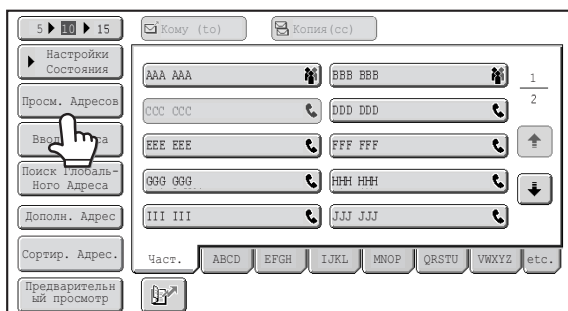 5 10 15
Кому (to)
Копия(cc)
Настройки
Состояния
Просм. Адресов
Поиск Глобаль-
Ного Адреса
Дополн. Адрес
Сортир. Адрес.
Предварительн
ый просмотр
AAA AAA
BBB BBB
CCC CCC
DDD DDD
EEE EEE
FFF FFF
GGG GGG
HHH HHH
III III
JJJ JJJ
1
2
Част.
ABCD
EFGH
IJKL
MNOP
QRSTU
VWXYZ
etc.